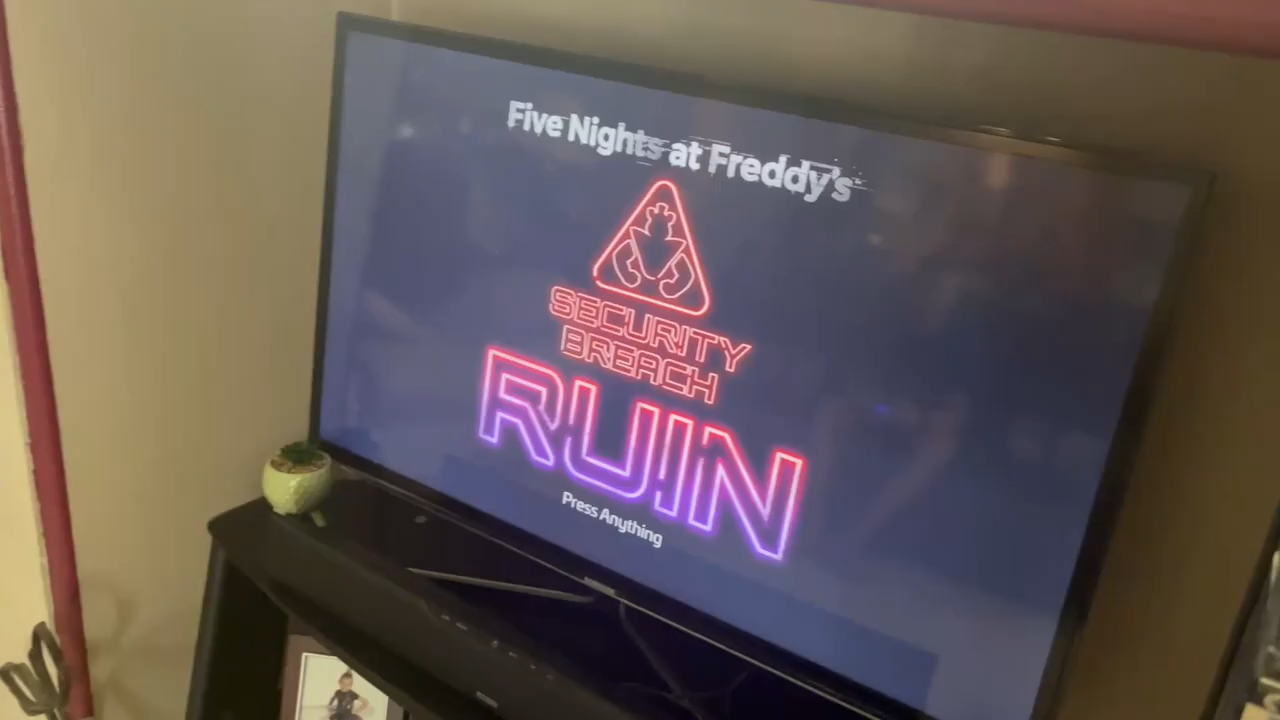 Five Nights at Freddy's
SECURITY
BREACH
RUIN
Press Anything